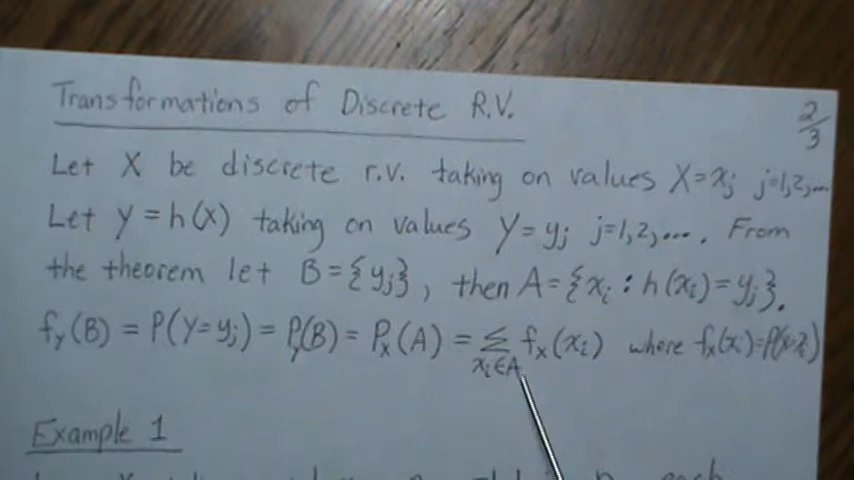 Transformations of Discrete R.V.
2/3
Let X be discrete r.v. taking on values X=xj j=1,2,...
Let Y=h(X) taking on values Y=yj j=1,2,.... From
the theorem let B={yj}, then A={xi : h(xi)=yj}.
fY(B) = P(Y=yj) = PY(B) = PX(A) = Σ xi∈A fX(xi) where fX(xi)=P(X=xi)
Example 1